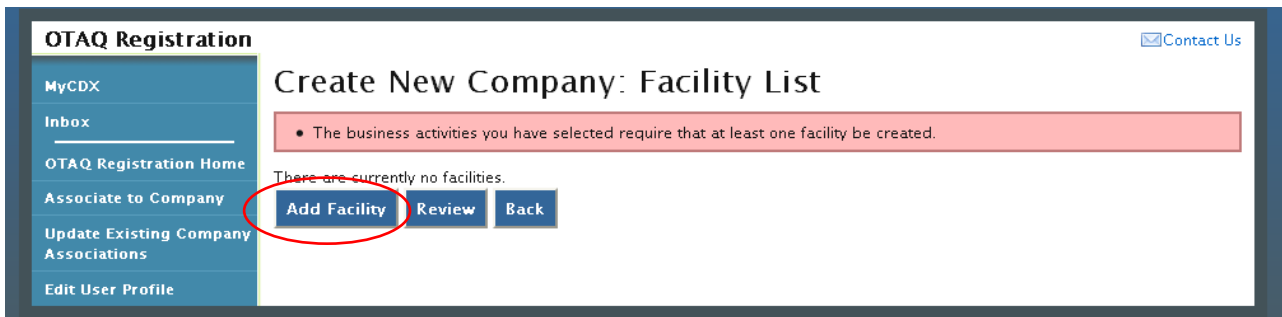 OTAQ Registration
Contact Us
MyCDX
Inbox
OTAQ Registration Home
Associate to Company
Update Existing Company
Associations
Edit User Profile
Create New Company: Facility List
• The business activities you have selected require that at least one facility be created.
There are currently no facilities.
Add Facility Review Back